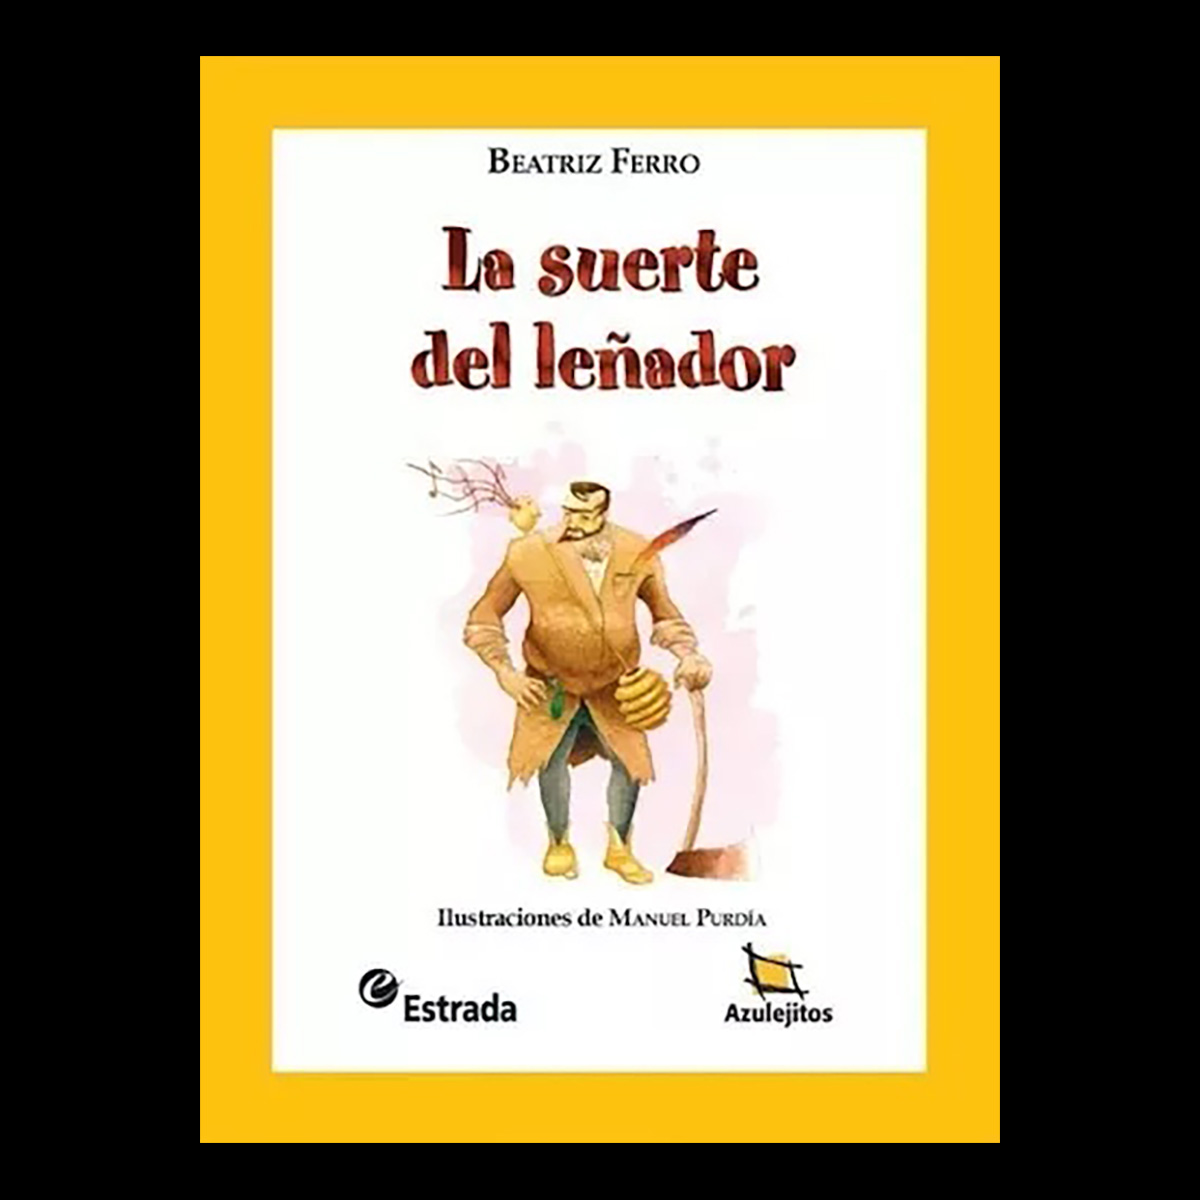 BEATRIZ FERRO
La suerte
del leñador
Ilustraciones de MANUEL PURDÍA
Estrada
Azulejitos